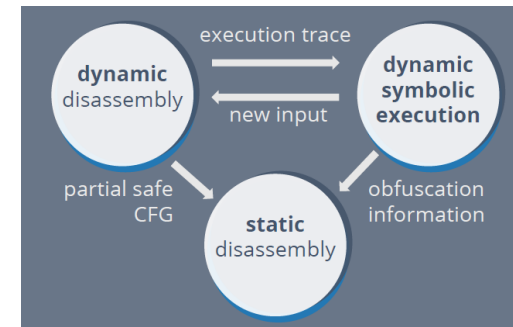 execution trace
dynamic
disassembly
dynamic
symbolic
execution
new input
partial safe
CFG
obfuscation
information
static
disassembly